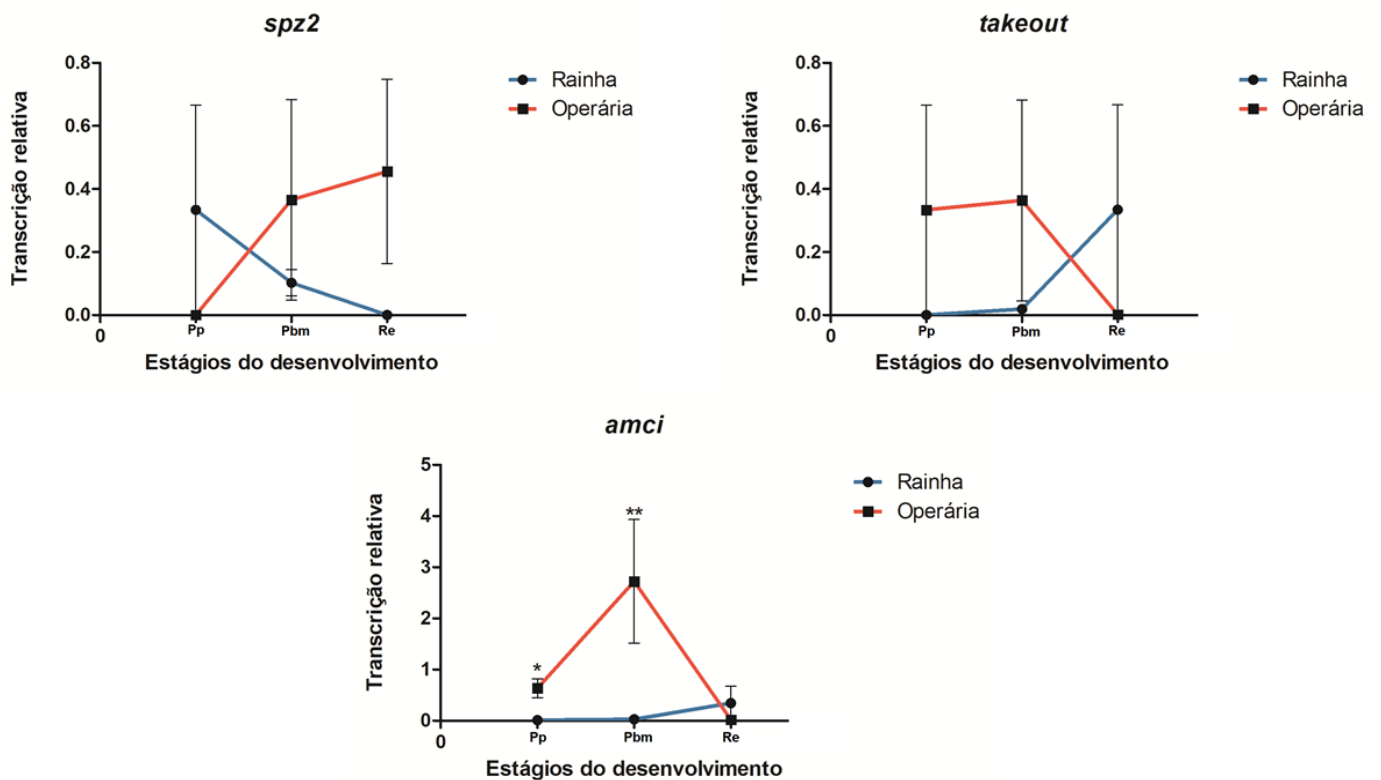 spz2
0.8
0.6
0.4
0.2
0.0
0
Pp
Pbm
Re
Transcrição relativa
Estágios do desenvolvimento
Rainha
Operária
takeout
0.8
0.6
0.4
0.2
0.0
0
Pp
Pbm
Re
Transcrição relativa
Estágios do desenvolvimento
Rainha
Operária
amci
5
4
3
2
1
0
0
Pp
Pbm
Re
*
**
Transcrição relativa
Estágios do desenvolvimento
Rainha
Operária